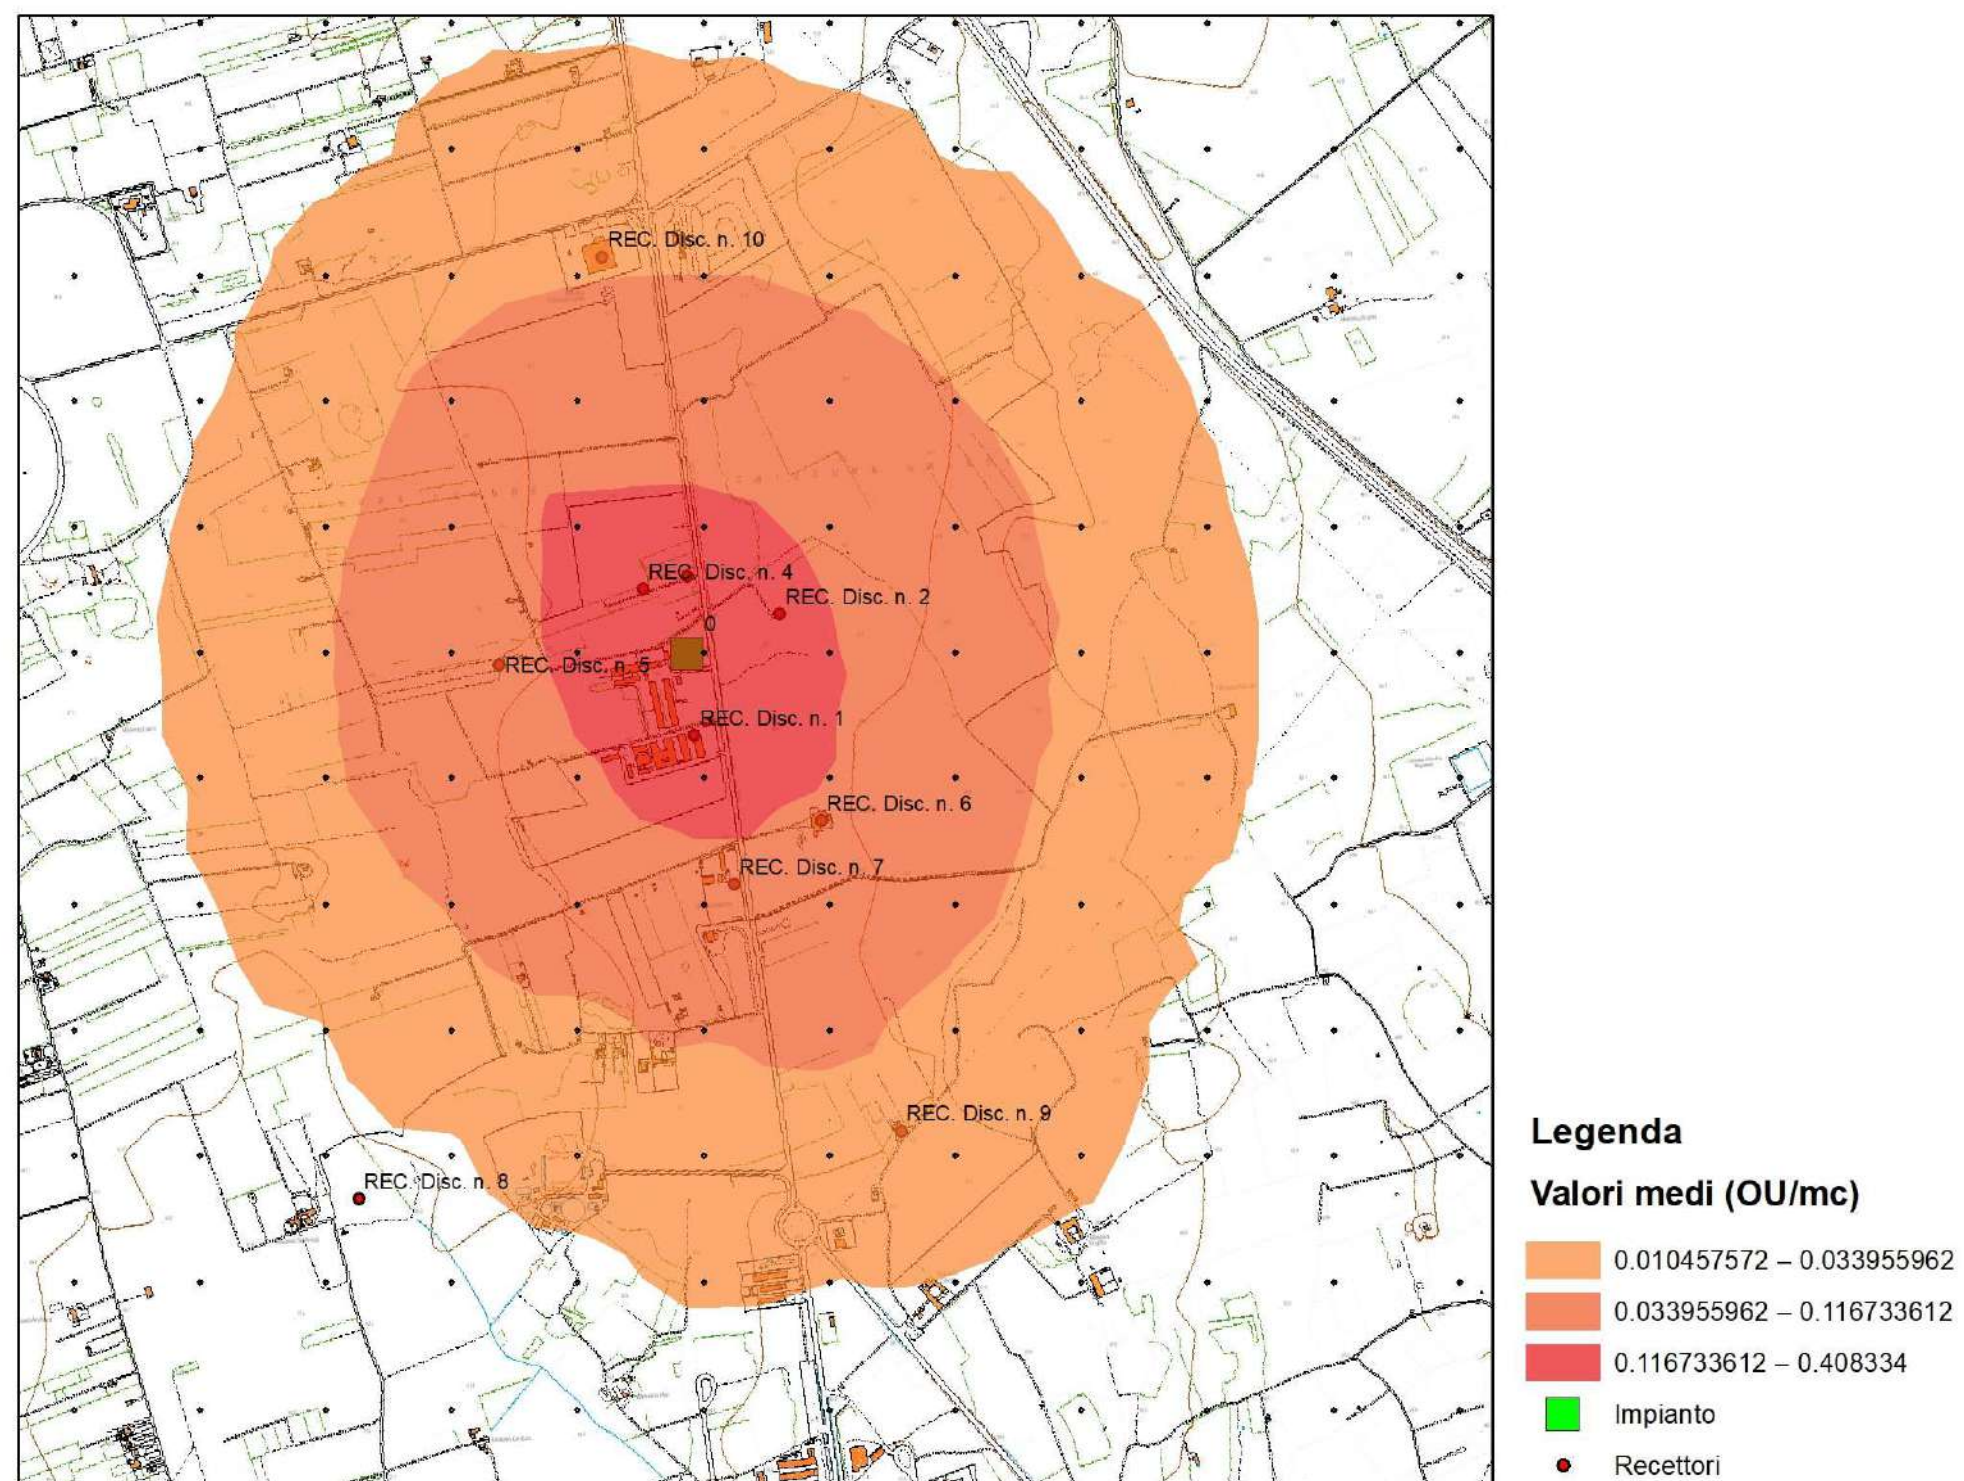 REC. Disc. n. 10
REC. Disc. n. 4
REC. Disc. n. 2
0
REC. Disc. n. 5
REC. Disc. n. 1
REC. Disc. n. 6
REC. Disc. n. 7
REC. Disc. n. 9
REC. Disc. n. 8
Legenda
Valori medi (OU/mc)
0.010457572 – 0.033955962
0.033955962 – 0.116733612
0.116733612 – 0.408334
Impianto
Recettori